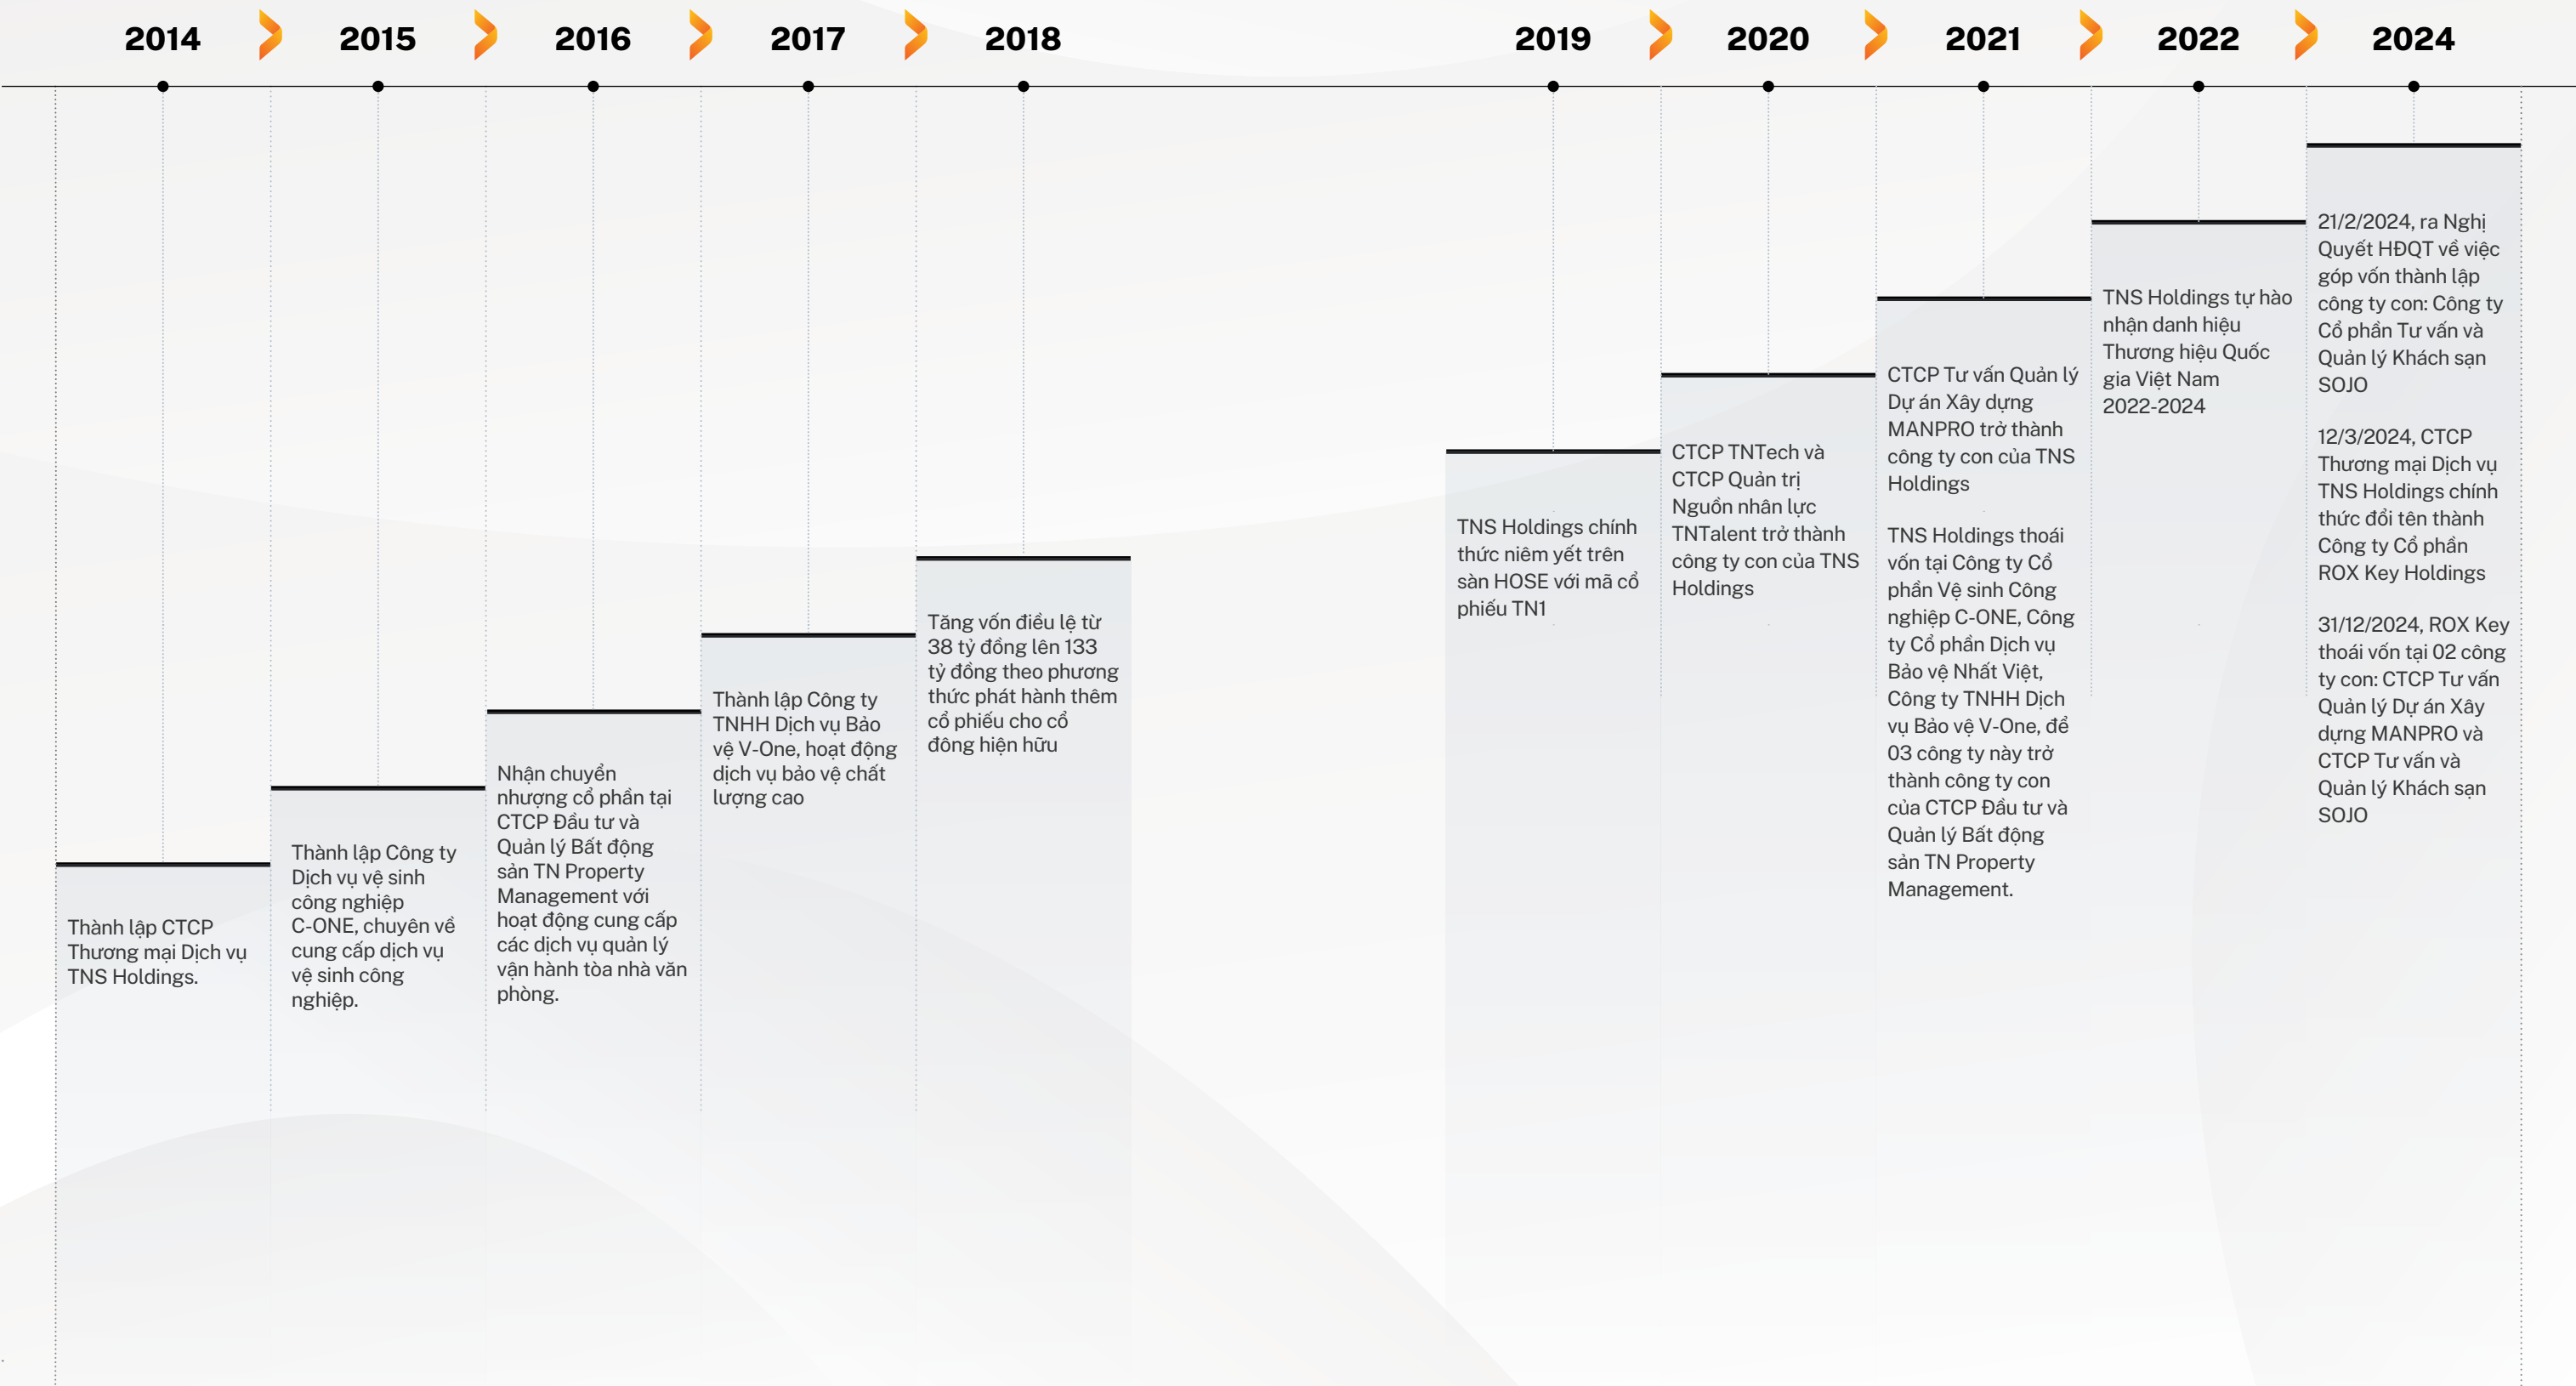 2014
2015
2016
2017
2018
2019
2020
2021
2022
2024
Thành lập CTCP
Thương mại Dịch vụ
TNS Holdings.
Thành lập Công ty
Dịch vụ vệ sinh
công nghiệp
C-ONE, chuyên về
cung cấp dịch vụ
vệ sinh công
nghiệp.
Nhận chuyển
nhượng cổ phần tại
CTCP Đầu tư và
Quản lý Bất động
sản TN Property
Management với
hoạt động cung cấp
các dịch vụ quản lý
vận hành tòa nhà văn
phòng.
Thành lập Công ty
TNHH Dịch vụ Bảo
vệ V-One, hoạt động
dịch vụ bảo vệ chất
lượng cao
Tăng vốn điều lệ từ
38 tỷ đồng lên 133
tỷ đồng theo phương
thức phát hành thêm
cổ phiếu cho cổ
đông hiện hữu
TNS Holdings chính
thức niêm yết trên
sàn HOSE với mã cổ
phiếu TN1
CTCP TNTech và
CTCP Quản trị
Nguồn nhân lực
TNTalent trở thành
công ty con của TNS
Holdings
CTCP Tư vấn Quản lý
Dự án Xây dựng
MANPRO trở thành
công ty con của TNS
Holdings
TNS Holdings thoái
vốn tại Công ty Cổ
phần Vệ sinh Công
nghiệp C-ONE, Công
ty Cổ phần Dịch vụ
Bảo vệ Nhất Việt,
Công ty TNHH Dịch
vụ Bảo vệ V-One, để
03 công ty này trở
thành công ty con
của CTCP Đầu tư và
Quản lý Bất động
sản TN Property
Management.
TNS Holdings tự hào
nhận danh hiệu
Thương hiệu Quốc
gia Việt Nam
2022-2024
21/2/2024, ra Nghị
Quyết HĐQT về việc
góp vốn thành lập
công ty con: Công ty
Cổ phần Tư vấn và
Quản lý Khách sạn
SOJO
12/3/2024, CTCP
Thương mại Dịch vụ
TNS Holdings chính
thức đổi tên thành
Công ty Cổ phần
ROX Key Holdings
31/12/2024, ROX Key
thoái vốn tại 02 công
ty con: CTCP Tư vấn
Quản lý Dự án Xây
dựng MANPRO và
CTCP Tư vấn và
Quản lý Khách sạn
SOJO